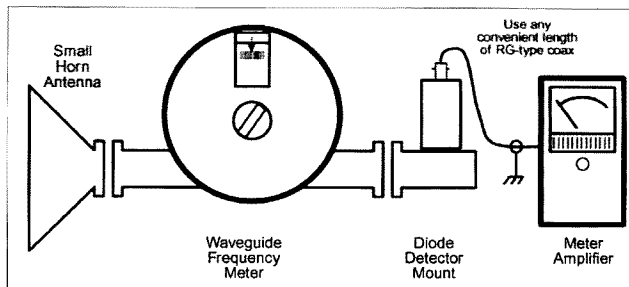 Small
Horn
Antenna
Use any
convenient length
of RG-type coax
Waveguide
Frequency
Meter
Diode
Detector
Mount
Meter
Amplifier